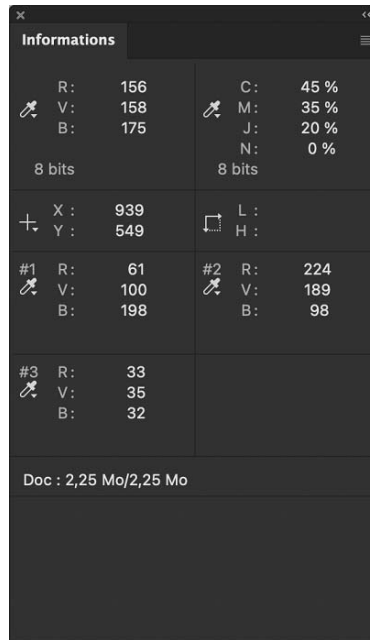 Informations
R: 156
V: 158
B: 175
8 bits
C: 45 %
M: 35 %
J: 20 %
N: 0 %
8 bits
X : 939
Y : 549
L :
H :
#1 R: 61
V: 100
B: 198
#2 R: 224
V: 189
B: 98
#3 R: 33
V: 35
B: 32
Doc : 2,25 Mo/2,25 Mo